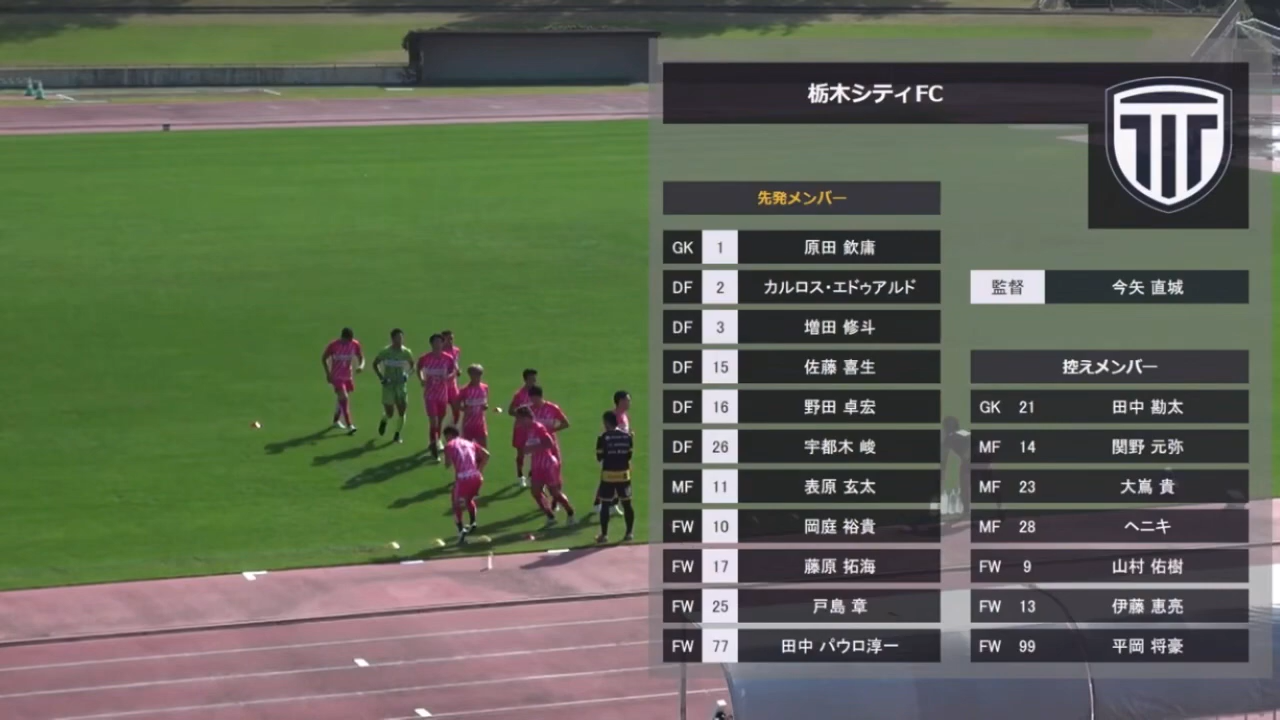 栃木シティFC
先発メンバー
GK 1 原田 欽庸
DF 2 カルロス・エドゥアルド
DF 3 増田 修斗
DF 15 佐藤 喜生
DF 16 野田 卓宏
DF 26 宇都木 峻
MF 11 表原 玄太
FW 10 岡庭 裕貴
FW 17 藤原 拓海
FW 25 戸島 章
FW 77 田中 パウロ淳一
監督 今矢 直城
控えメンバー
GK 21 田中 勘太
MF 14 関野 元弥
MF 23 大嶌 貴
MF 28 ヘニキ
FW 9 山村 佑樹
FW 13 伊藤 恵亮
FW 99 平岡 将豪